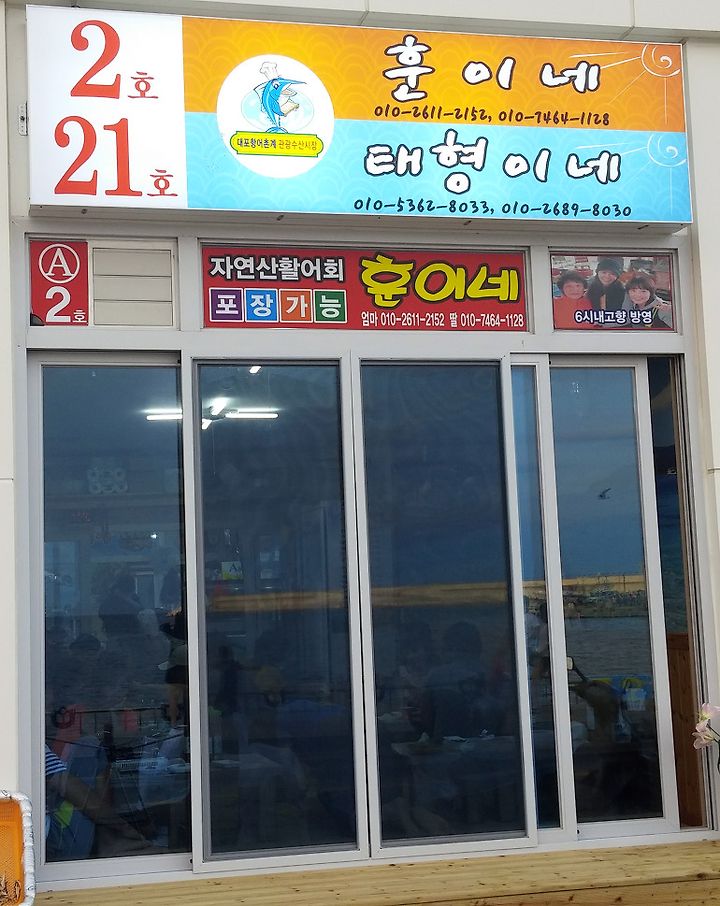 2호
훈이네
010-2611-2152, 010-7464-1128
대포항어촌계 관광수산시장
21호
태형이네
010-5362-8033, 010-2689-8030
A
2호
자연산활어회
포장가능
훈이네
엄마 010-2611-2152 딸 010-7464-1128
6시내고향 방영